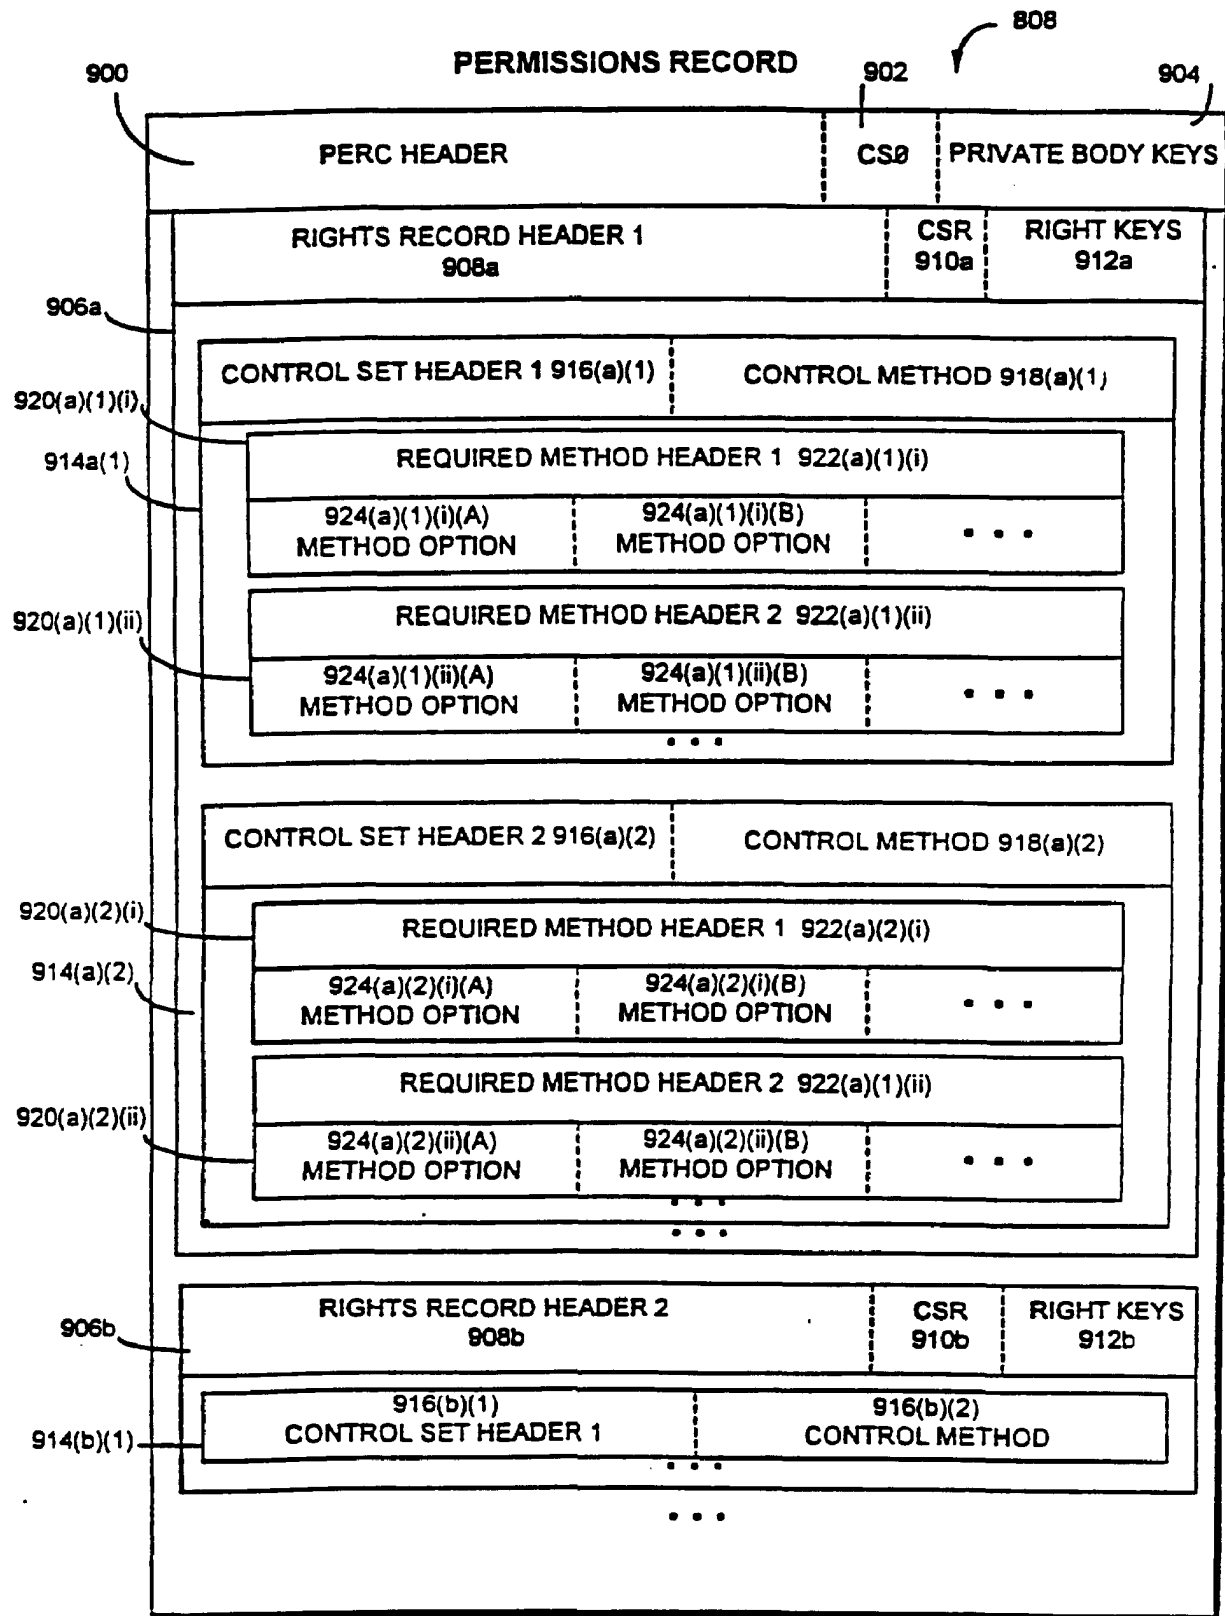 808
PERMISSIONS RECORD
900
902
904
PERC HEADER
CS0
PRIVATE BODY KEYS
RIGHTS RECORD HEADER 1
908a
CSR
910a
RIGHT KEYS
912a
906a
CONTROL SET HEADER 1 916(a)(1)
CONTROL METHOD 918(a)(1)
920(a)(1)(i)
REQUIRED METHOD HEADER 1 922(a)(1)(i)
914a(1)
924(a)(1)(i)(A)
METHOD OPTION
924(a)(1)(i)(B)
METHOD OPTION
• • •
920(a)(1)(ii)
REQUIRED METHOD HEADER 2 922(a)(1)(ii)
924(a)(1)(ii)(A)
METHOD OPTION
924(a)(1)(ii)(B)
METHOD OPTION
• • •
• • •
CONTROL SET HEADER 2 916(a)(2)
CONTROL METHOD 918(a)(2)
920(a)(2)(i)
REQUIRED METHOD HEADER 1 922(a)(2)(i)
914(a)(2)
924(a)(2)(i)(A)
METHOD OPTION
924(a)(2)(i)(B)
METHOD OPTION
• • •
REQUIRED METHOD HEADER 2 922(a)(1)(ii)
920(a)(2)(ii)
924(a)(2)(ii)(A)
METHOD OPTION
924(a)(2)(ii)(B)
METHOD OPTION
• • •
• • •
• • •
RIGHTS RECORD HEADER 2
908b
CSR
910b
RIGHT KEYS
912b
906b
914(b)(1)
916(b)(1)
CONTROL SET HEADER 1
916(b)(2)
CONTROL METHOD
• • •
• • •